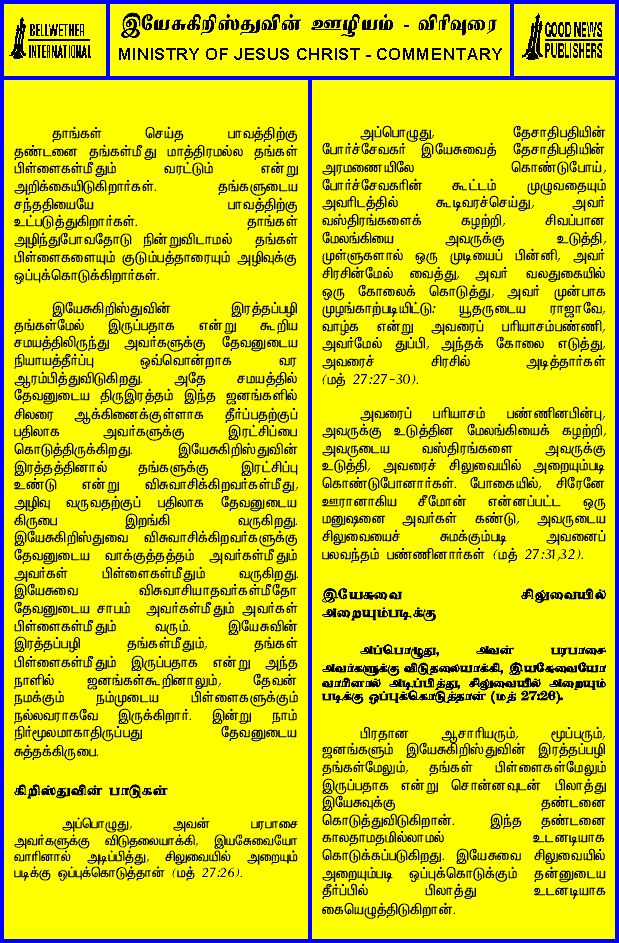 BELLWETHER
INTERNATIONAL
இயேசுகிறிஸ்துவின் ஊழியம் - விரிவுரை
MINISTRY OF JESUS CHRIST - COMMENTARY
GOOD NEWS
PUBLISHERS
தாங்கள் செய்த பாவத்திற்கு
தண்டனை தங்கள்மீது மாத்திரமல்ல தங்கள்
பிள்ளைகள்மீதும் வரட்டும் என்று
அறிக்கையிடுகிறார்கள். தங்களுடைய
சந்ததியையே பாவத்திற்கு
உட்படுத்துகிறார்கள். தாங்கள்
அழிந்துபோவதோடு நின்றுவிடாமல் தங்கள்
பிள்ளைகளையும் குடும்பத்தாரையும் அழிவுக்கு
ஒப்புக்கொடுக்கிறார்கள்.
இயேசுகிறிஸ்துவின் இரத்தப்பழி
தங்கள்மேல் இருப்பதாக என்று கூறிய
சமயத்திலிருந்து அவர்களுக்கு தேவனுடைய
நியாயத்தீர்ப்பு ஒவ்வொன்றாக வர
ஆரம்பித்துவிடுகிறது. அதே சமயத்தில்
தேவனுடைய திருஇரத்தம் இந்த ஜனங்களில்
சிலரை ஆக்கினைக்குள்ளாக தீர்ப்பதற்குப்
பதிலாக அவர்களுக்கு இரட்சிப்பை
கொடுத்திருக்கிறது. இயேசுகிறிஸ்துவின்
இரத்தத்தினால் தங்களுக்கு இரட்சிப்பு
உண்டு என்று விசுவாசிக்கிறவர்கள்மீது,
அழிவு வருவதற்குப் பதிலாக தேவனுடைய
கிருபை இறங்கி வருகிறது.
இயேசுகிறிஸ்துவை விசுவாசிக்கிறவர்களுக்கு
தேவனுடைய வாக்குத்தத்தம் அவர்கள்மீதும்
அவர்கள் பிள்ளைகள்மீதும் வருகிறது.
இயேசுவை விசுவாசியாதவர்கள்மீதோ
தேவனுடைய சாபம் அவர்கள்மீதும் அவர்கள்
பிள்ளைகள்மீதும் வரும். இயேசுவின்
இரத்தப்பழி தங்கள்மீதும், தங்கள்
பிள்ளைகள்மீதும் இருப்பதாக என்று அந்த
நாளில் ஜனங்கள்கூறினாலும், தேவன்
நமக்கும் நம்முடைய பிள்ளைகளுக்கும்
நல்லவராகவே இருக்கிறார். இன்று நாம்
நிர்மூலமாகாதிருப்பது தேவனுடைய
சுத்தக்கிருபை.
கிறிஸ்துவின் பாடுகள்
அப்பொழுது, அவன் பரபாசை
அவர்களுக்கு விடுதலையாக்கி, இயேசுவையோ
வாரினால் அடிப்பித்து, சிலுவையில் அறையும்
படிக்கு ஒப்புக்கொடுத்தான் (மத் 27:26).
அப்பொழுது, தேசாதிபதியின்
போர்ச்சேவகர் இயேசுவைத் தேசாதிபதியின்
அரமணையிலே கொண்டுபோய்,
போர்ச்சேவகரின் கூட்டம் முழுவதையும்
அவரிடத்தில் கூடிவரச்செய்து, அவர்
வஸ்திரங்களைக் கழற்றி, சிவப்பான
மேலங்கியை அவருக்கு உடுத்தி,
முள்ளுகளால் ஒரு முடியைப் பின்னி, அவர்
சிரசின்மேல் வைத்து, அவர் வலதுகையில்
ஒரு கோலைக் கொடுத்து, அவர் முன்பாக
முழங்காற்படியிட்டு: யூதருடைய ராஜாவே,
வாழ்க என்று அவரைப் பரியாசம்பண்ணி,
அவர்மேல் துப்பி, அந்தக் கோலை எடுத்து,
அவரைச் சிரசில் அடித்தார்கள்
(மத் 27:27-30).
அவரைப் பரியாசம் பண்ணினபின்பு,
அவருக்கு உடுத்தின மேலங்கியைக் கழற்றி,
அவருடைய வஸ்திரங்களை அவருக்கு
உடுத்தி, அவரைச் சிலுவையில் அறையும்படி
கொண்டுபோனார்கள். போகையில், சிரேனே
ஊரானாகிய சீமோன் என்னப்பட்ட ஒரு
மனுஷனை அவர்கள் கண்டு, அவருடைய
சிலுவையைச் சுமக்கும்படி அவனைப்
பலவந்தம் பண்ணினார்கள் (மத் 27:31,32).
இயேசுவை சிலுவையில்
அறையும்படிக்கு
அப்பொழுது, அவன் பரபாசை
அவர்களுக்கு விடுதலையாக்கி, இயேசுவையோ
வாரினால் அடிப்பித்து, சிலுவையில் அறையும்
படிக்கு ஒப்புக்கொடுத்தான் (மத் 27:26).
பிரதான ஆசாரியரும், மூப்பரும்,
ஜனங்களும் இயேசுகிறிஸ்துவின் இரத்தப்பழி
தங்கள்மேலும், தங்கள் பிள்ளைகள்மேலும்
இருப்பதாக என்று சொன்னவுடன் பிலாத்து
இயேசுவுக்கு தண்டனை
கொடுத்துவிடுகிறான். இந்த தண்டனை
காலதாமதமில்லாமல் உடனடியாக
கொடுக்கப்படுகிறது. இயேசுவை சிலுவையில்
அறையும்படி ஒப்புக்கொடுக்கும் தன்னுடைய
தீர்ப்பில் பிலாத்து உடனடியாக
கையெழுத்திடுகிறான்.